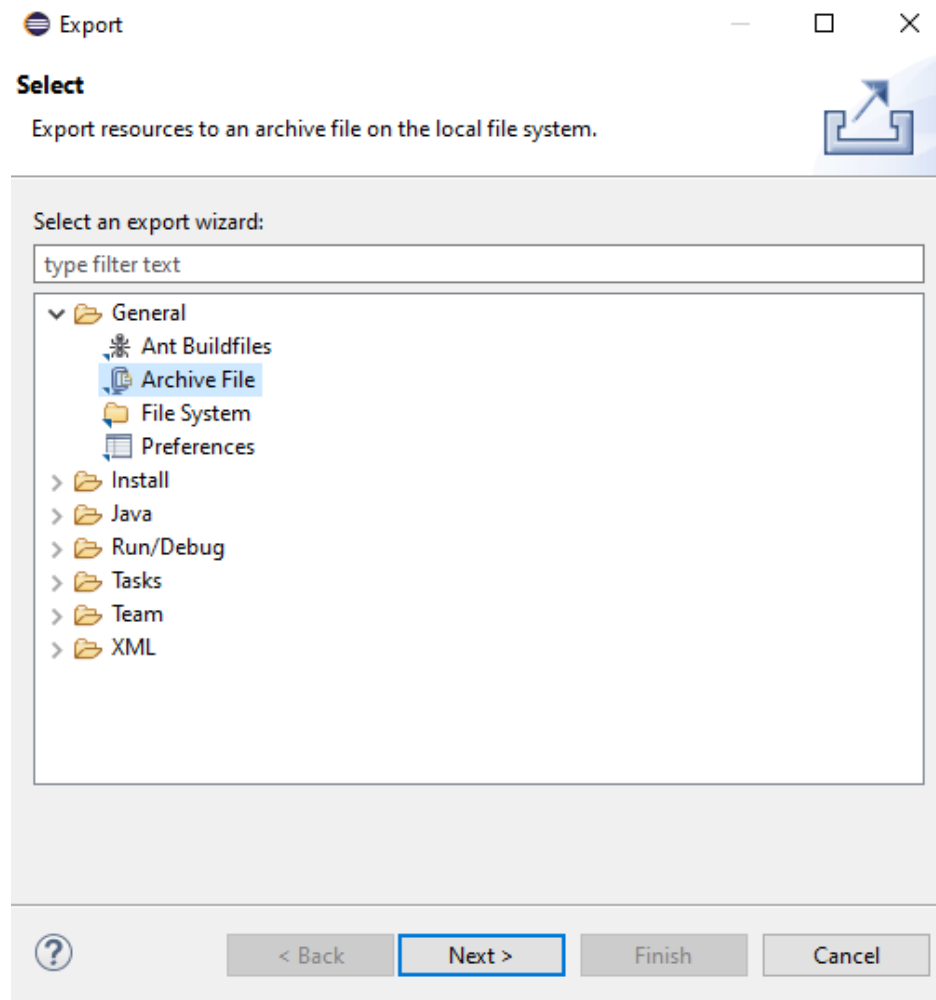 Export
Select
Export resources to an archive file on the local file system.
Select an export wizard:
type filter text
General
Ant Buildfiles
Archive File
File System
Preferences
Install
Java
Run/Debug
Tasks
Team
XML
? < Back Next > Finish Cancel